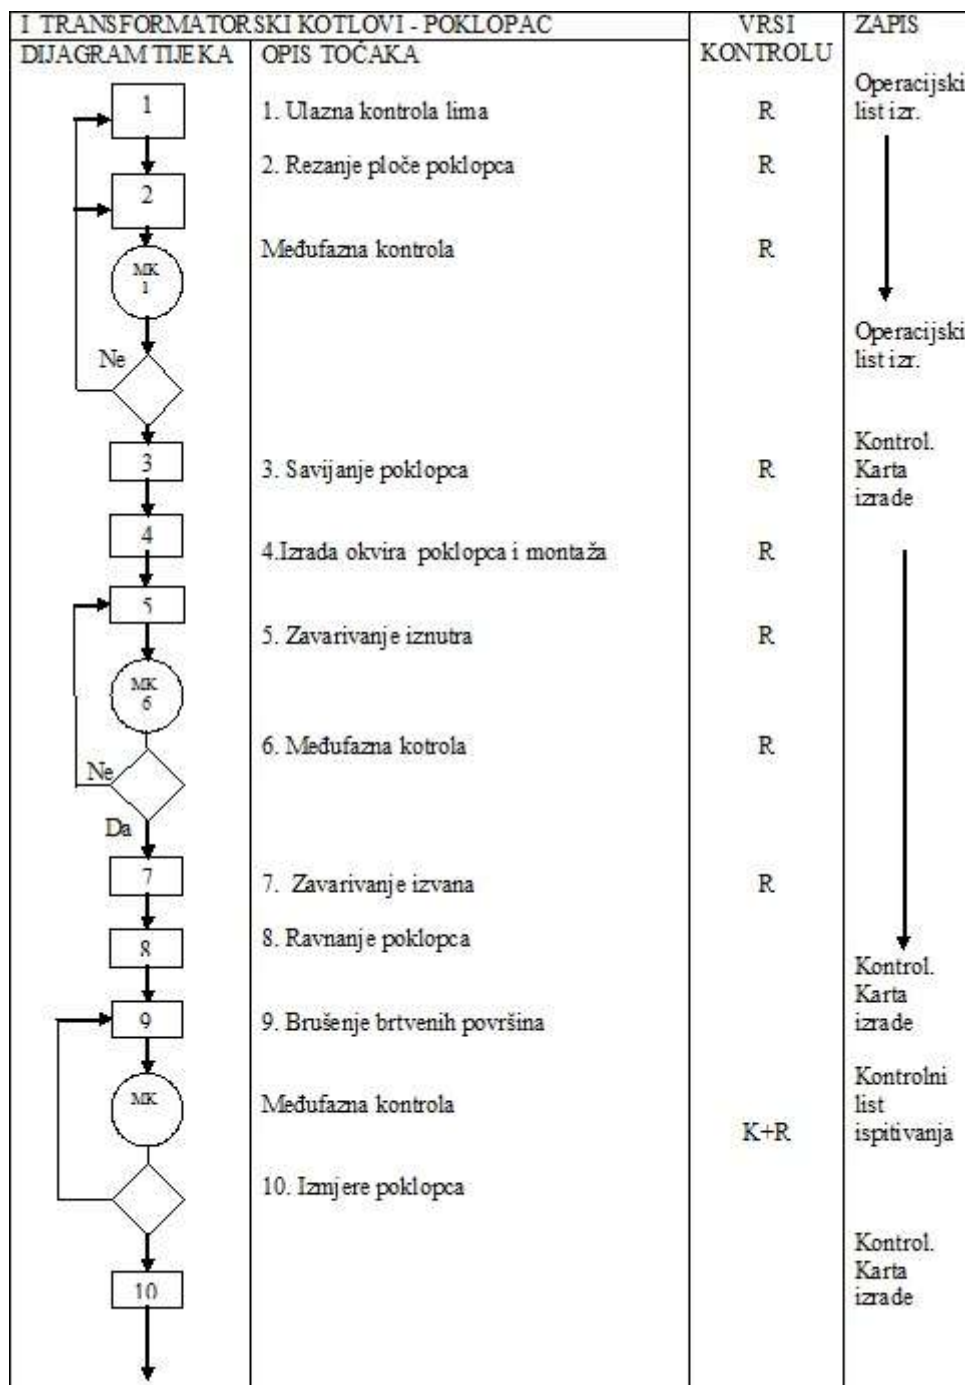 I TRANSFORMATORSKI KOTLOVI - POKLOPAC
VRSI
KONTROLU
ZAPIS
DIJAGRAM TIJEKA
OPIS TOČAKA
1
1. Ulazna kontrola lima
R
Operacijski
list izr.
2
2. Rezanje ploče poklopca
R
MK
1
Međufazna kontrola
R
Ne
Operacijski
list izr.
3
3. Savijanje poklopca
R
Kontrol.
Karta
izrade
4
4.Izrada okvira poklopca i montaža
R
5
5. Zavarivanje iznutra
R
MK
6
6. Međufazna kotrola
R
Ne
Da
7
7. Zavarivanje izvana
R
8
8. Ravnanje poklopca
Kontrol.
Karta
izrade
9
9. Brušenje brtvenih površina
MK
Međufazna kontrola
K+R
Kontrolni
list
ispitivanja
10. Izmjere poklopca
10
Kontrol.
Karta
izrade